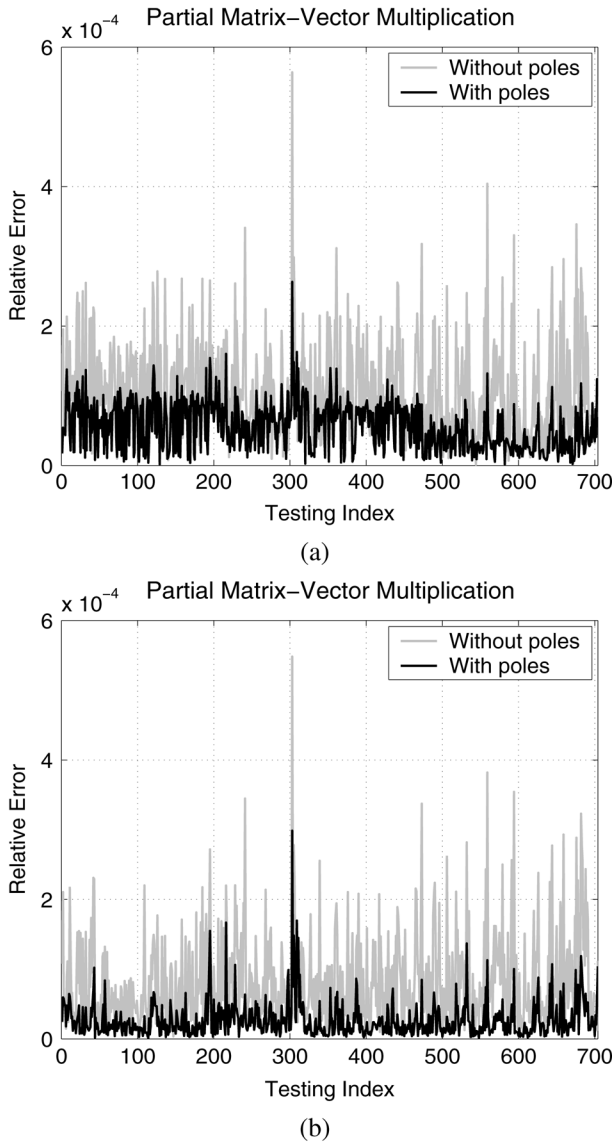 Partial Matrix−Vector Multiplication
x 10⁻⁴
6
4
2
0
Relative Error
Without poles
With poles
0 100 200 300 400 500 600 700
Testing Index
(a)
Partial Matrix−Vector Multiplication
x 10⁻⁴
6
4
2
0
Relative Error
Without poles
With poles
0 100 200 300 400 500 600 700
Testing Index
(b)